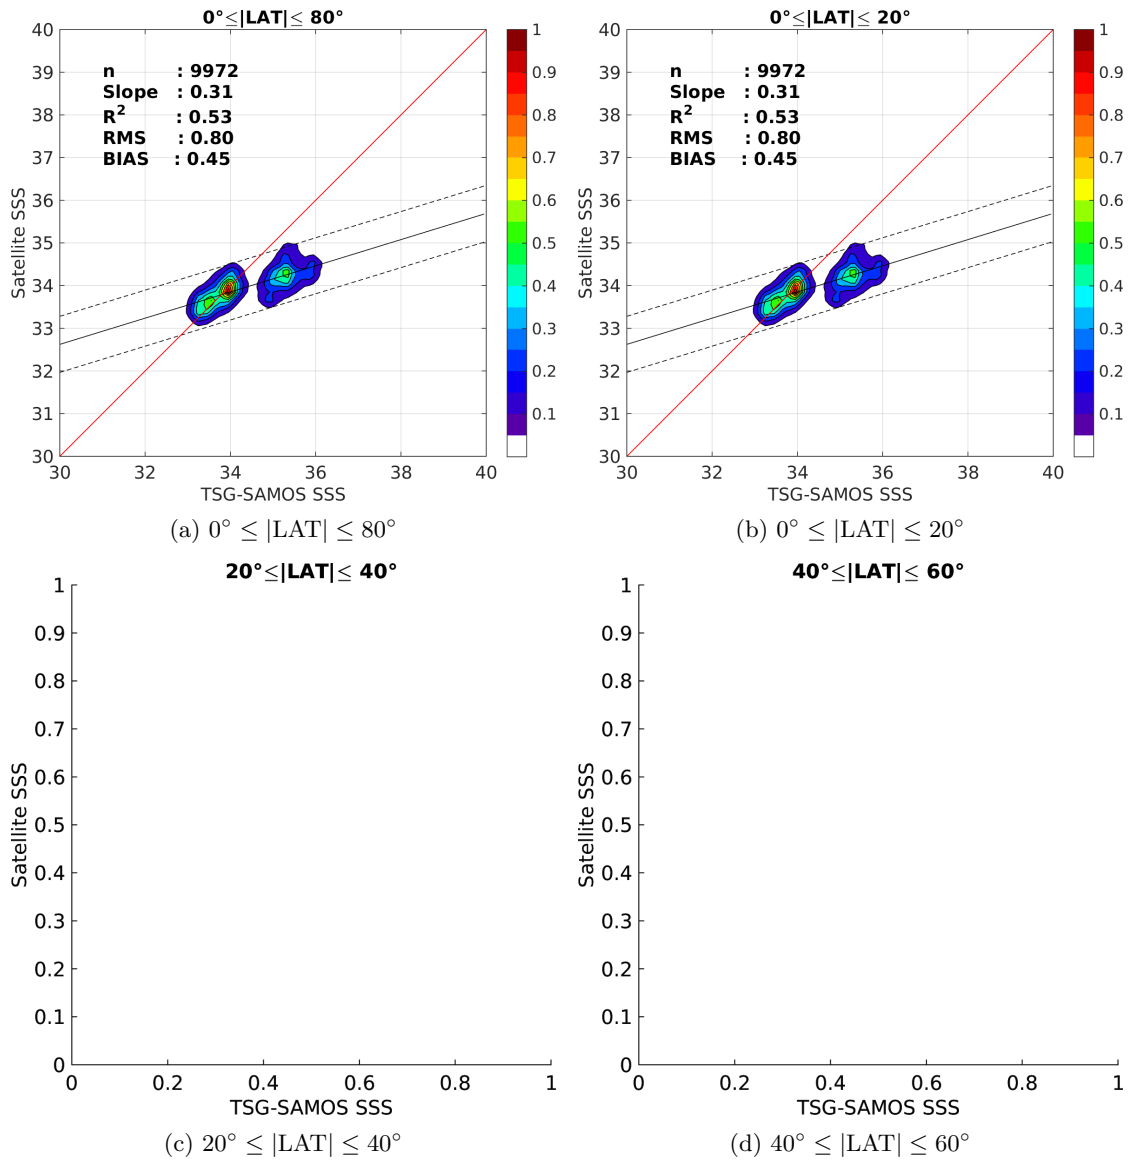 0°≤|LAT|≤ 80°
n : 9972
Slope : 0.31
R² : 0.53
RMS : 0.80
BIAS : 0.45
40
39
38
37
36
35
34
33
32
31
30
Satellite SSS
30 32 34 36 38 40
TSG-SAMOS SSS
1
0.9
0.8
0.7
0.6
0.5
0.4
0.3
0.2
0.1
(a) 0° ≤ |LAT| ≤ 80°
0°≤|LAT|≤ 20°
n : 9972
Slope : 0.31
R² : 0.53
RMS : 0.80
BIAS : 0.45
40
39
38
37
36
35
34
33
32
31
30
Satellite SSS
30 32 34 36 38 40
TSG-SAMOS SSS
1
0.9
0.8
0.7
0.6
0.5
0.4
0.3
0.2
0.1
(b) 0° ≤ |LAT| ≤ 20°
20°≤|LAT|≤ 40°
1
0.9
0.8
0.7
0.6
0.5
0.4
0.3
0.2
0.1
0
Satellite SSS
0 0.2 0.4 0.6 0.8 1
TSG-SAMOS SSS
(c) 20° ≤ |LAT| ≤ 40°
40°≤|LAT|≤ 60°
1
0.9
0.8
0.7
0.6
0.5
0.4
0.3
0.2
0.1
0
Satellite SSS
0 0.2 0.4 0.6 0.8 1
TSG-SAMOS SSS
(d) 40° ≤ |LAT| ≤ 60°